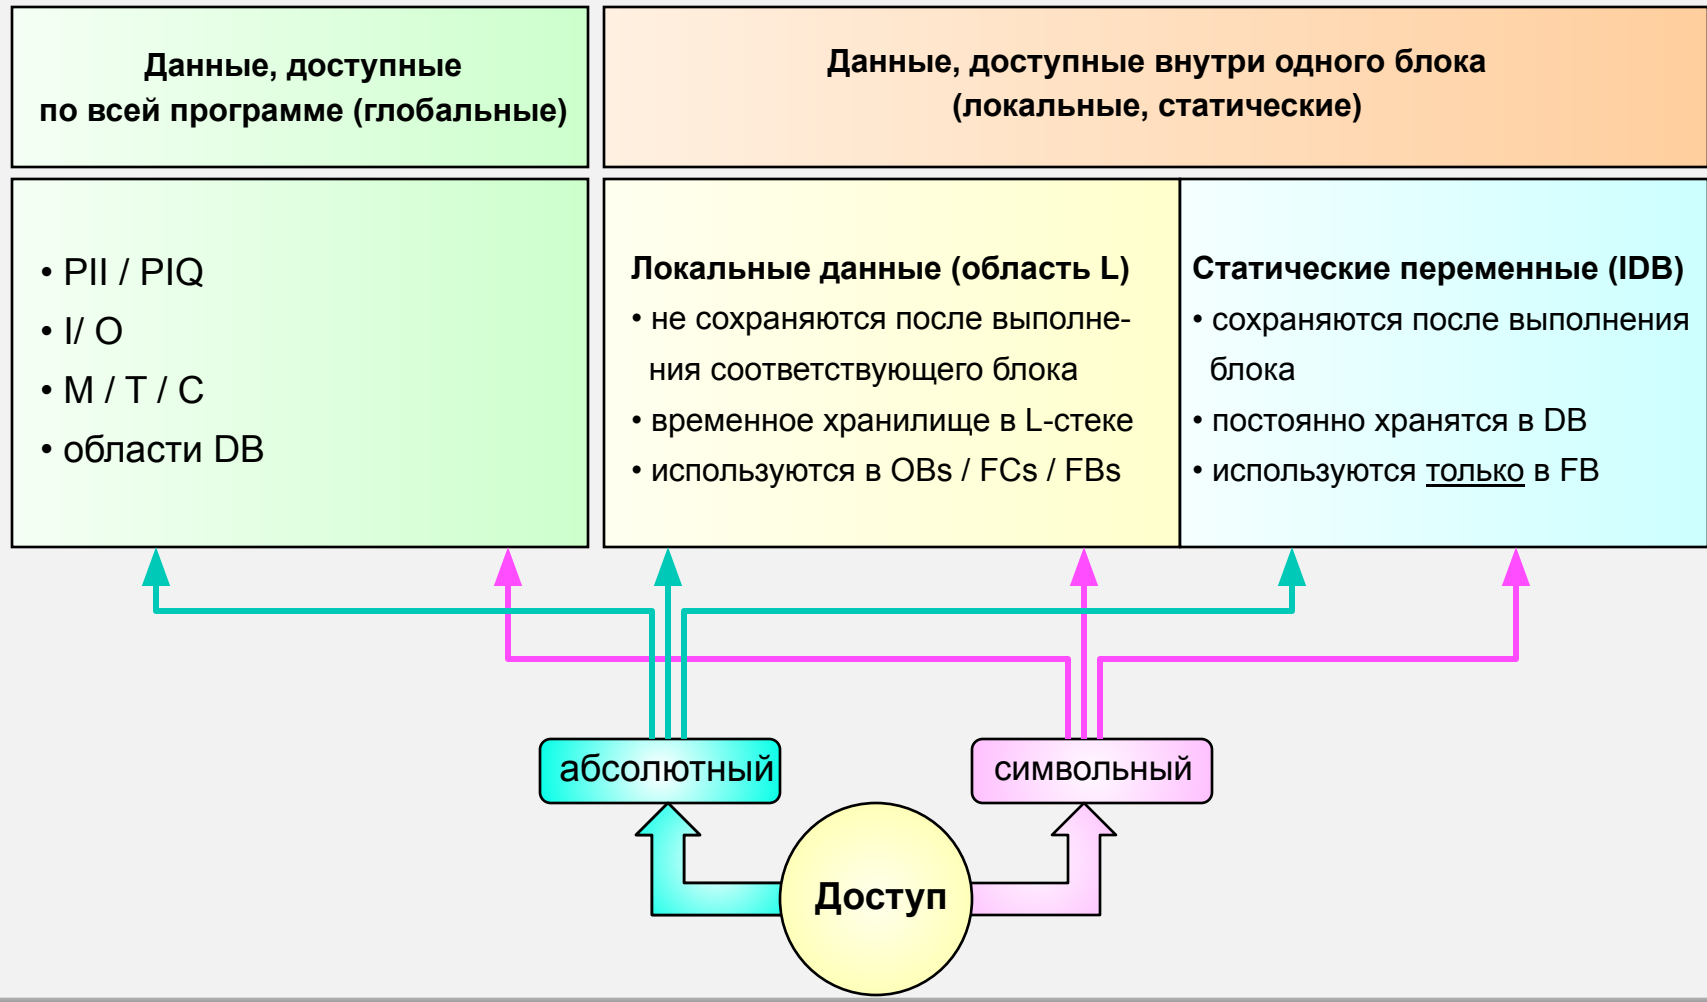 Данные, доступные
по всей программе (глобальные)
Данные, доступные внутри одного блока
(локальные, статические)
• PII / PIQ
• I/ O
• M / T / C
• области DB
Локальные данные (область L)
• не сохраняются после выполне-
ния соответствующего блока
• временное хранилище в L-стеке
• используются в OBs / FCs / FBs
Статические переменные (IDB)
• сохраняются после выполнения
блока
• постоянно хранятся в DB
• используются только в FB
абсолютный
символьный
Доступ